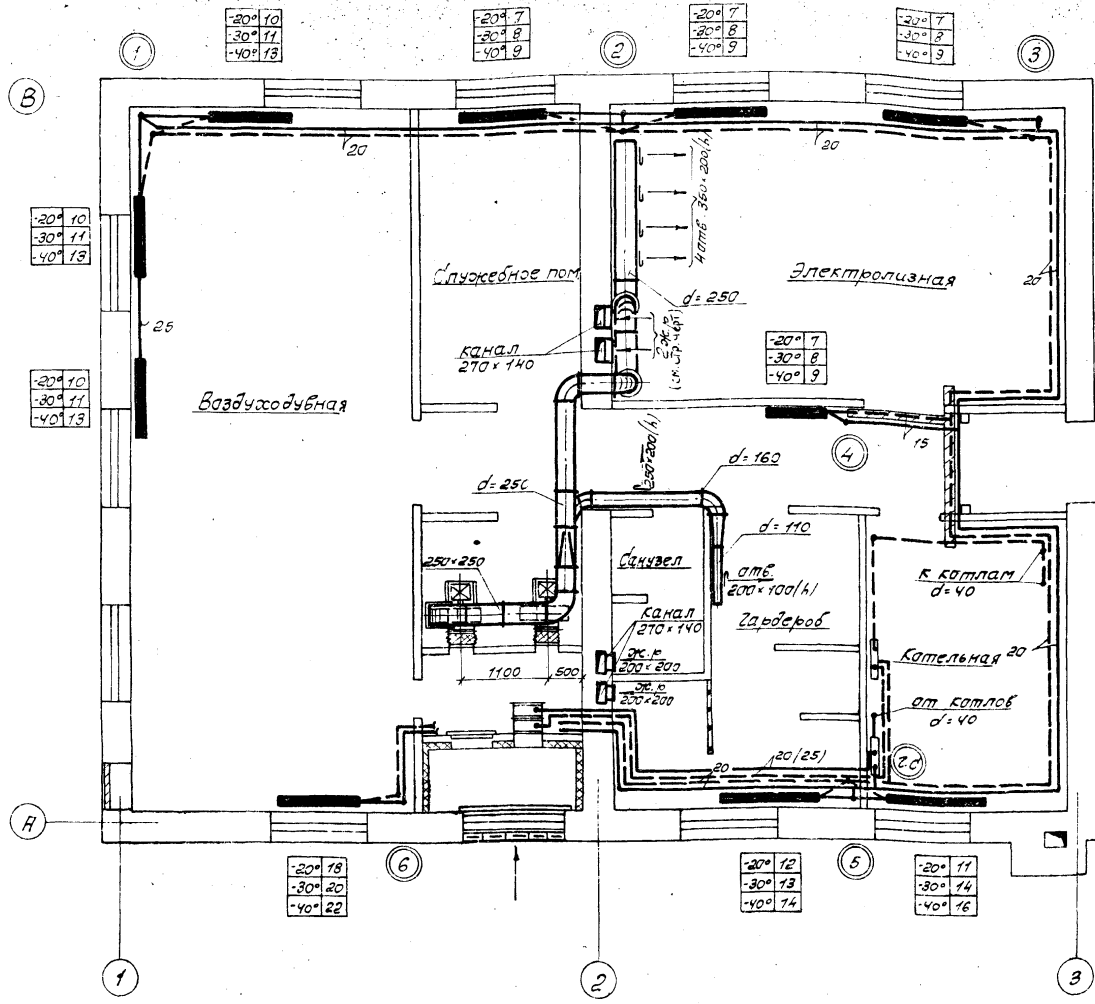 -20° 10
-30° 11
-40° 13
-20° 7
-30° 8
-40° 9
-20° 7
-30° 8
-40° 9
-20° 7
-30° 8
-40° 9
1
2
3
В
20
20
4 отв. 360×200(h)
-20° 10
-30° 11
-40° 13
Служебное пом.
Электролизная
20
d=250
25
канал
270×140
2 ж.р.
(см. гр. черт)
-20° 7
-30° 8
-40° 9
-20° 10
-30° 11
-40° 13
Воздуходувная
15
4
250×200(h)
d=160
d=250
d=110
250×250
Санузел
отв.
200×100(h)
к котлам
d=40
канал
270×140
Гардероб
ж.р
200×200
Котельная
20
1100
500
ж.р
200×200
от котлов
d=40
20
20(25)
г.с
А
6
5
-20° 18
-30° 20
-40° 22
-20° 12
-30° 13
-40° 14
-20° 11
-30° 14
-40° 16
1
2
3